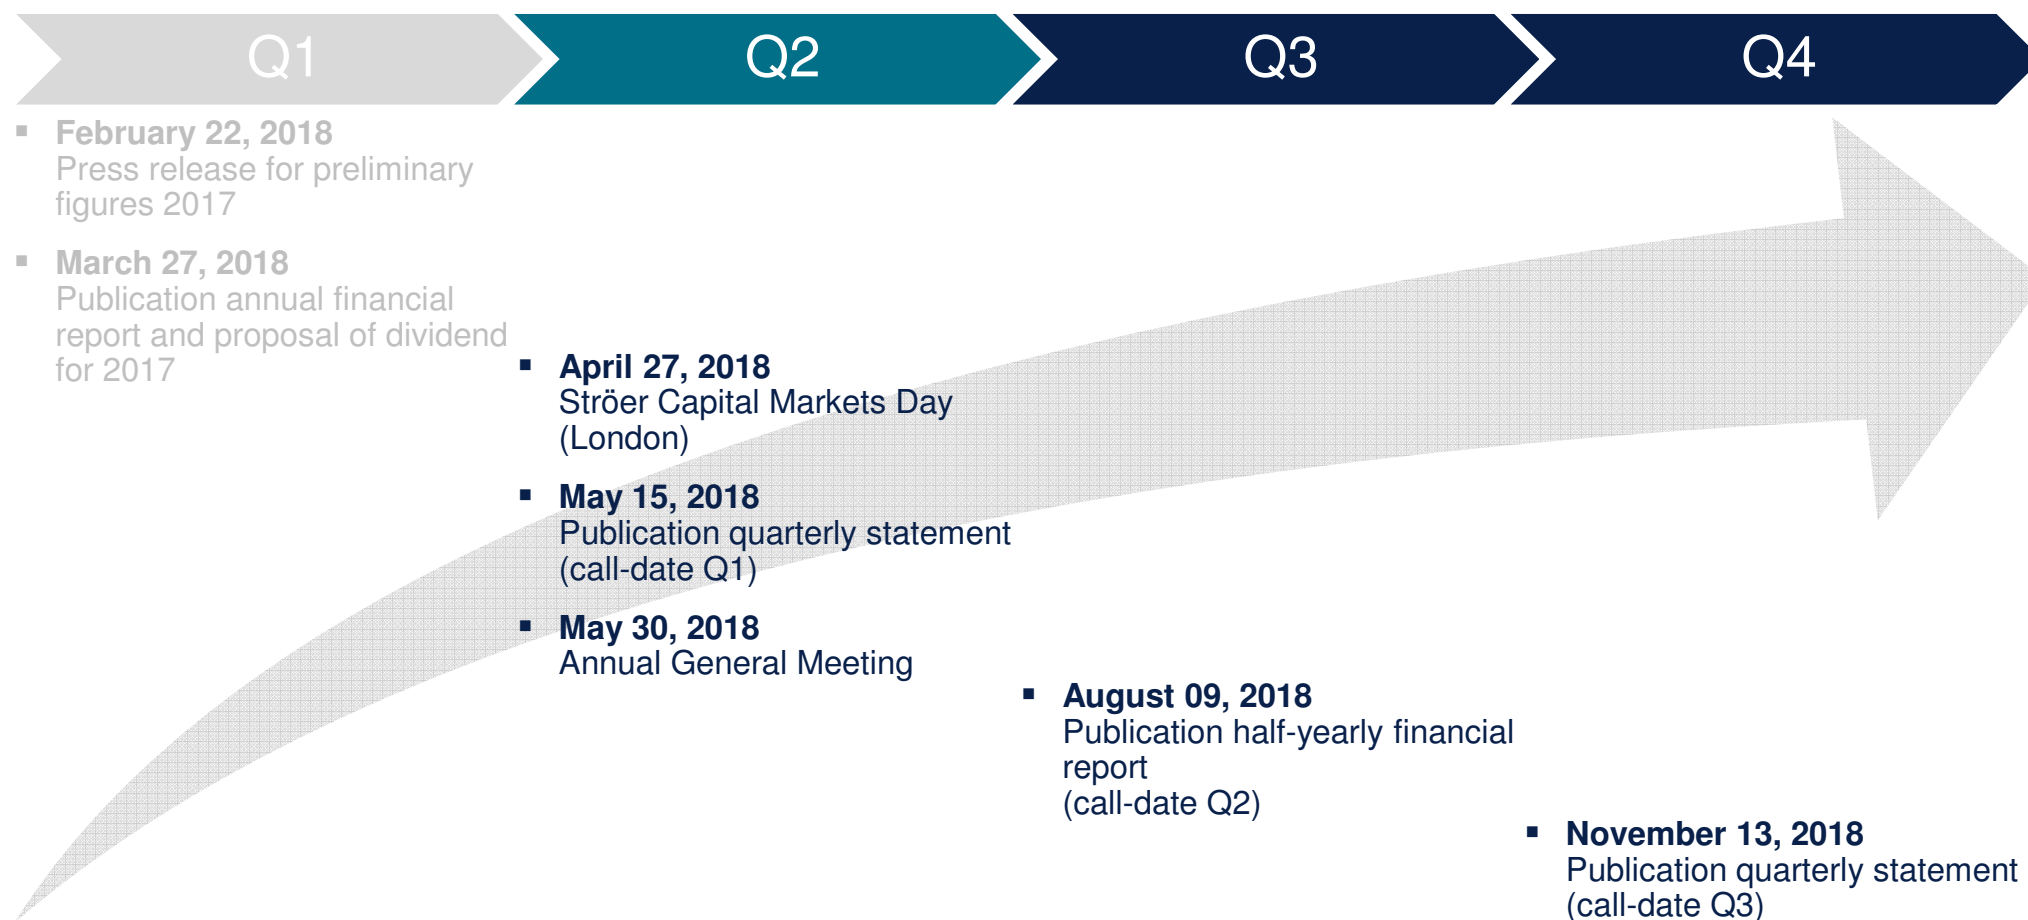 Q1
Q2
Q3
Q4
▪ February 22, 2018
Press release for preliminary
figures 2017
▪ March 27, 2018
Publication annual financial
report and proposal of dividend
for 2017
▪ April 27, 2018
Ströer Capital Markets Day
(London)
▪ May 15, 2018
Publication quarterly statement
(call-date Q1)
▪ May 30, 2018
Annual General Meeting
▪ August 09, 2018
Publication half-yearly financial
report
(call-date Q2)
▪ November 13, 2018
Publication quarterly statement
(call-date Q3)